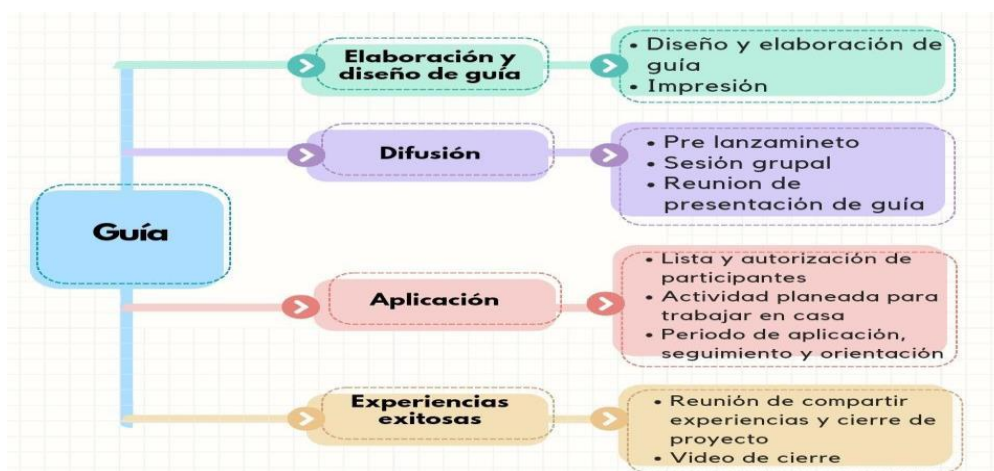 Guía
Elaboración y
diseño de guía
• Diseño y elaboración de
guía
• Impresión
Difusión
• Pre lanzamineto
• Sesión grupal
• Reunion de
presentación de guía
Aplicación
• Lista y autorización de
participantes
• Actividad planeada para
trabajar en casa
• Periodo de aplicación,
seguimiento y orientación
Experiencias
exitosas
• Reunión de compartir
experiencias y cierre de
proyecto
• Video de cierre